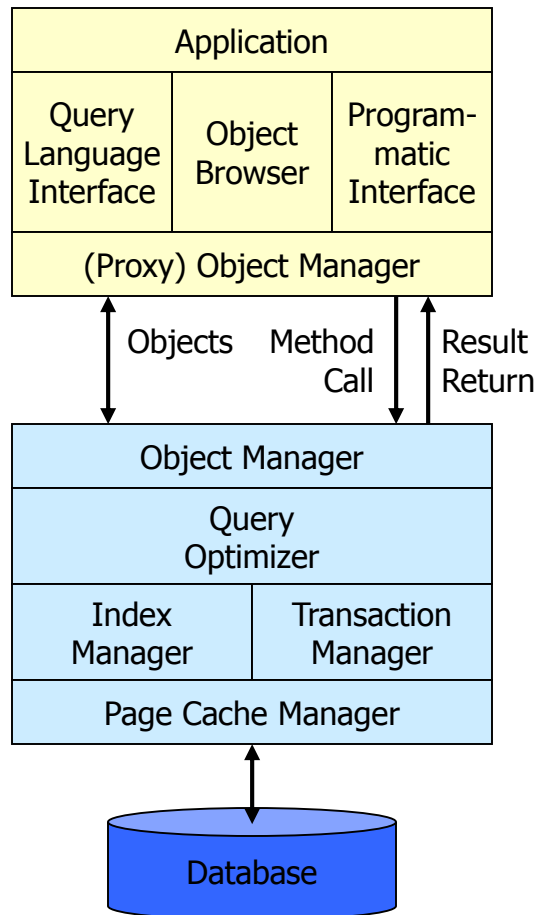 Application
Query
Language
Interface
Object
Browser
Program-
matic
Interface
(Proxy) Object Manager
Objects
Method
Call
Result
Return
Object Manager
Query
Optimizer
Index
Manager
Transaction
Manager
Page Cache Manager
Database